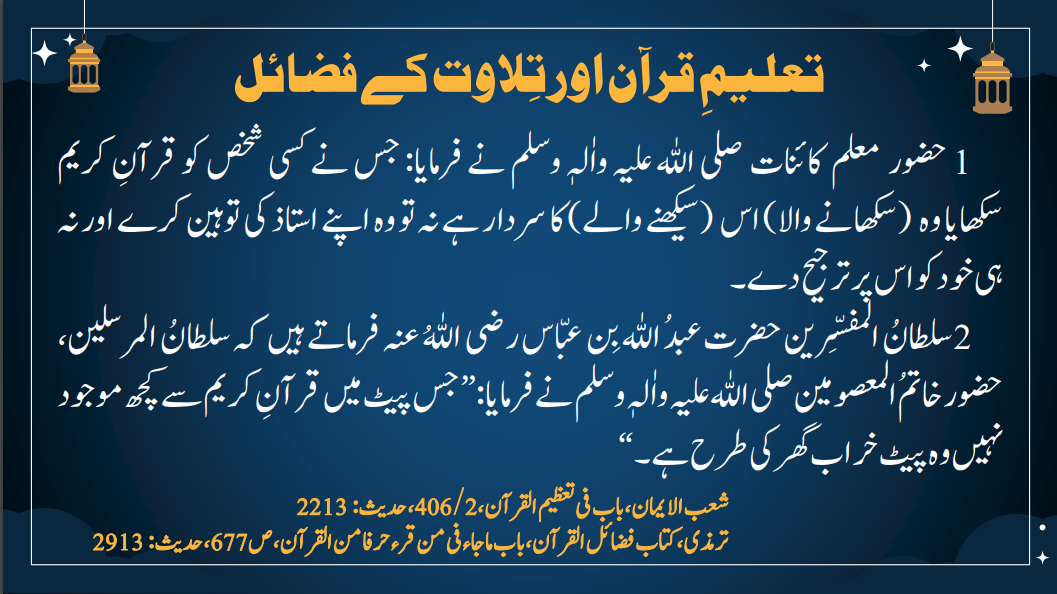 تعلیمِ قرآن اور تِلاوت کے فضائل
1 حضور معلم کائنات صلی اللہ علیہ واٰلہٖ وسلم نے فرمایا: جس نے کسی شخص کو قرآنِ کریم
سکھایا وہ (سکھانے والا) اس (سیکھنے والے) کا سردار ہے نہ تو وہ اپنے استاذ کی توہین کرے اور نہ
ہی خود کو اس پر ترجیح دے۔
2 سلطانُ المفسِّرین حضرت عبدُ اللہ بِن عبّاس رضی اللہُ عنہ فرماتے ہیں کہ سلطانُ المرسلین،
حضور خاتمُ المعصومین صلی اللہ علیہ واٰلہٖ وسلم نے فرمایا:”جس پیٹ میں قرآنِ کریم سے کچھ موجود
نہیں وہ پیٹ خراب گھر کی طرح ہے۔“
شعب الایمان، باب فی تعظیم القرآن، 2/406، حدیث: 2213
ترمذی، کتاب فضائل القرآن، باب ماجاء فی من قرء حرفا من القرآن، ص677، حدیث: 2913